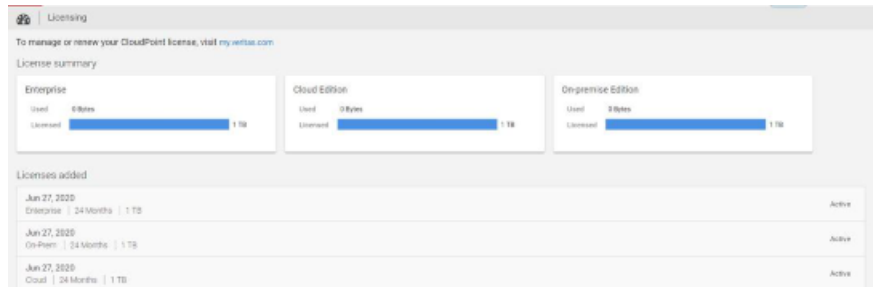 Licensing
To manage or renew your CloudPoint license, visit my.veritas.com
License summary
Enterprise
Used 0 Bytes
Licensed 1 TB
Cloud Edition
Used 0 Bytes
Licensed 1 TB
On-premise Edition
Used 0 Bytes
Licensed 1 TB
Licenses added
Jun 27, 2020
Enterprise | 24 Months | 1 TB
Active
Jun 27, 2020
On-Prem | 24 Months | 1 TB
Active
Jun 27, 2020
Cloud | 24 Months | 1 TB
Active